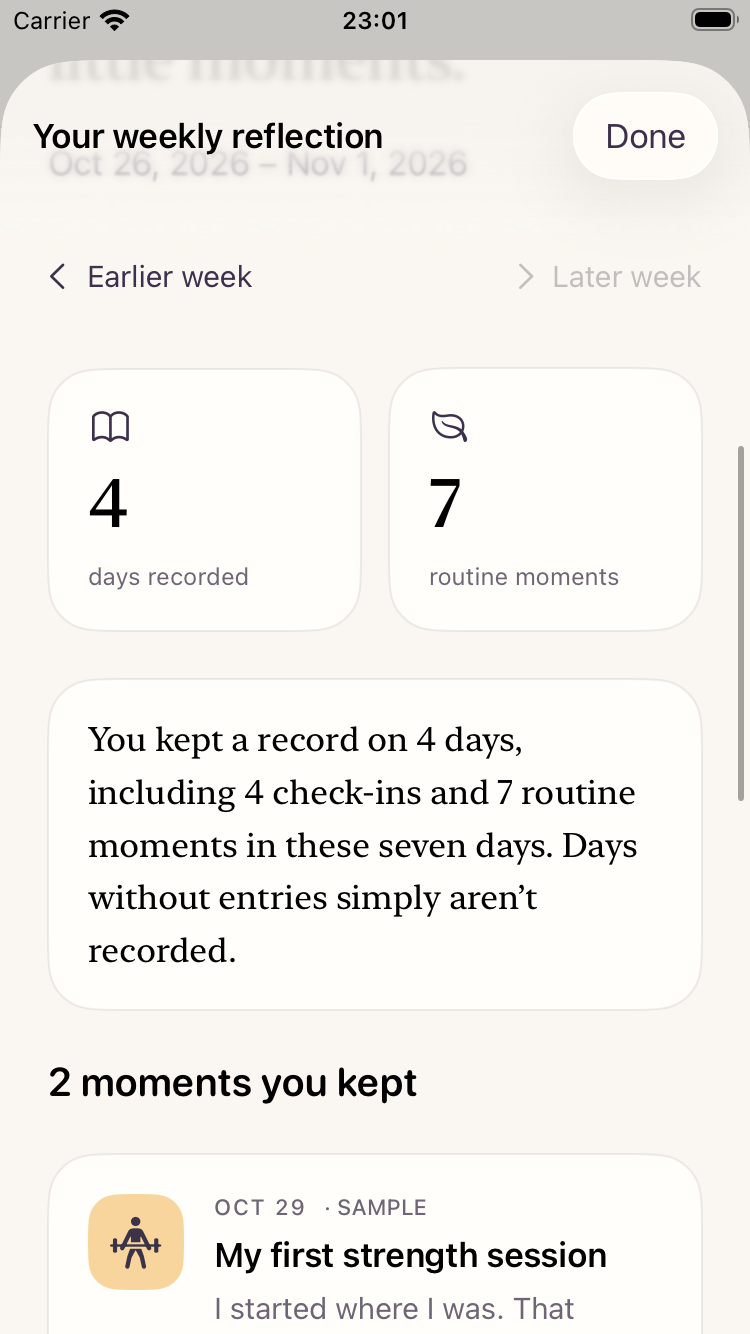 Carrier
23:01
little moments.
Your weekly reflection
Done
Oct 26, 2026 – Nov 1, 2026
Earlier week
Later week
4
days recorded
7
routine moments
You kept a record on 4 days,
including 4 check-ins and 7 routine
moments in these seven days. Days
without entries simply aren’t
recorded.
2 moments you kept
OCT 29 · SAMPLE
My first strength session
I started where I was. That